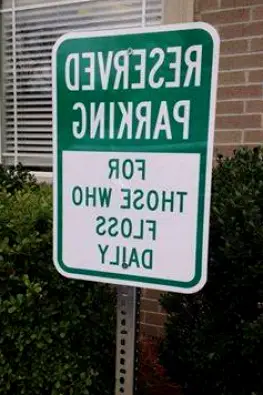 RESERVED
PARKING
FOR
THOSE WHO
FLOSS
DAILY